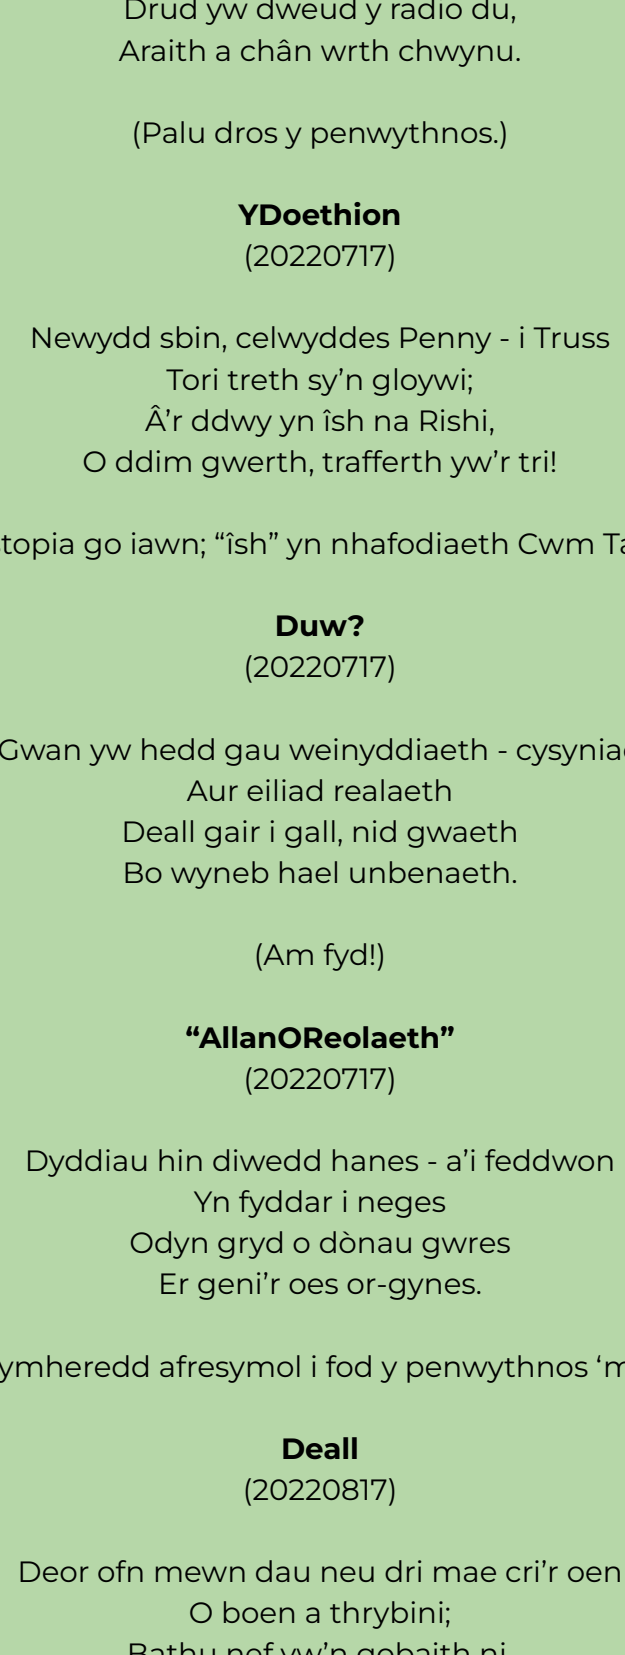 Drud yw dweud y radio du,
Araith a chân wrth chwynu.
(Palu dros y penwythnos.)
YDoethion
(20220717)
Newydd sbin, celwyddes Penny - i Truss
Tori treth sy’n gloywi;
Â’r ddwy yn îsh na Rishi,
O ddim gwerth, trafferth yw’r tri!
go iawn; “îsh” yn nhafodiaeth Cwm
Duw?
(20220717)
Gwan yw hedd gau weinyddiaeth -
Aur eiliad realaeth
Deall gair i gall, nid gwaeth
Bo wyneb hael unbenaeth.
(Am fyd!)
“AllanOReolaeth”
(20220717)
Dyddiau hin diwedd hanes - a’i feddwon
Yn fyddar i neges
Odyn gryd o dònau gwres
Er geni’r oes or-gynes.
afresymol i fod y penwythnos
Deall
(20220817)
Deor ofn mewn dau neu dri mae cri’r oen
O boen a thrybini;
Bathu nef yw’n gobaith ni